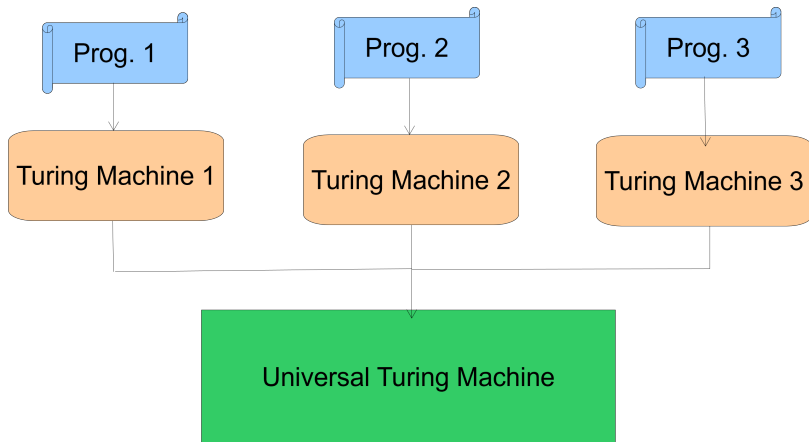 Prog. 1
Prog. 2
Prog. 3
Turing Machine 1
Turing Machine 2
Turing Machine 3
Universal Turing Machine